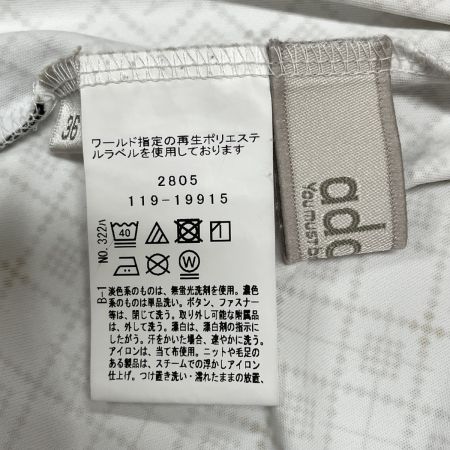 36
ワールド指定の再生ポリエステ
ルラベルを使用しております
2805
119-19915
NO.322ハ
40
W
B-1
淡色系のものは、無蛍光洗剤を使用。濃色
系のものは単品洗い。ボタン、ファスナー
等は、閉じて洗う。取り外し可能な附属品
は、外して洗う。漂白は、漂白剤の指示に
したがう。汗をかいた場合、速やかに洗う。
アイロンは、当て布使用。ニットや毛足の
ある製品は、スチームでの浮かしアイロン
仕上げ。つけ置き洗い・濡れたままの放置、
ada
YOU MUST B